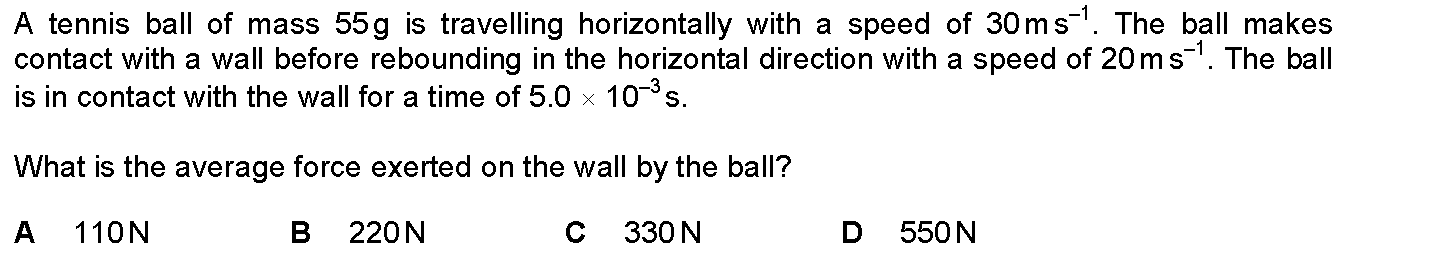 A tennis ball of mass 55 g is travelling horizontally with a speed of 30 m s⁻¹. The ball makes
contact with a wall before rebounding in the horizontal direction with a speed of 20 m s⁻¹. The ball
is in contact with the wall for a time of 5.0 × 10⁻³ s.
What is the average force exerted on the wall by the ball?
A 110 N B 220 N C 330 N D 550 N